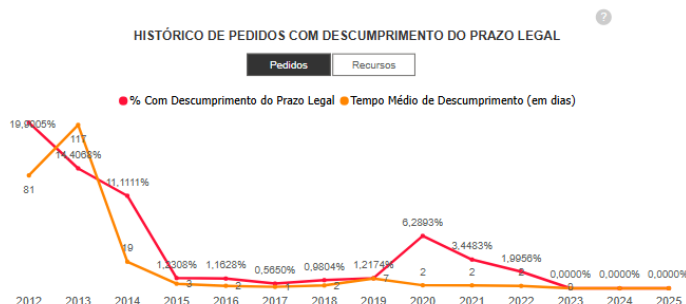 ?
HISTÓRICO DE PEDIDOS COM DESCUMPRIMENTO DO PRAZO LEGAL
Pedidos Recursos
% Com Descumprimento do Prazo Legal Tempo Médio de Descumprimento (em dias)
117
14,4068% 11,1111%
81
19
6,2893%
3,4483%
1,2308% 1,1628% 0,5650% 0,9804% 1,2174% 1,9956% 0,0000% 0,0000% 0,0000%
3 2 1 2 7 2 2 2 0
2012 2013 2014 2015 2016 2017 2018 2019 2020 2021 2022 2023 2024 2025